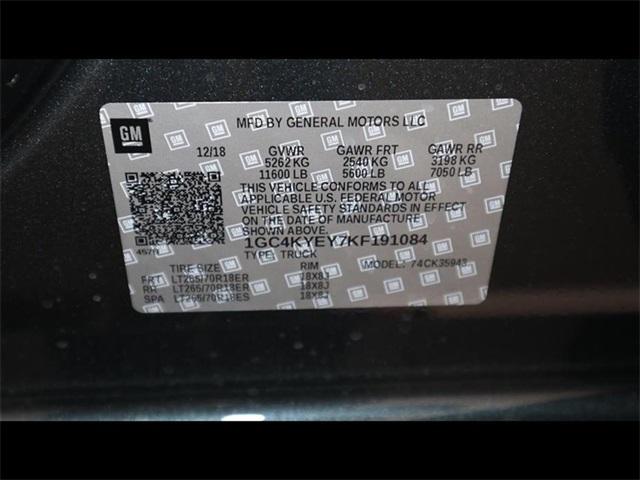 GM
MFD BY GENERAL MOTORS LLC
12/18 GVWR GAWR FRT GAWR RR
5262 KG 2540 KG 3198 KG
11600 LB 5600 LB 7050 LB
THIS VEHICLE CONFORMS TO ALL
APPLICABLE U.S. FEDERAL MOTOR
VEHICLE SAFETY STANDARDS IN EFFECT
ON THE DATE OF MANUFACTURE
SHOWN ABOVE.
1GC4KYEY7KF191084
TYPE: TRUCK MODEL: 74CK35943
TIRE SIZE RIM
FRT LT265/70R18ER 18X8J
RR LT265/70R18ER 18X8J
SPA LT265/70R18ES 18X8J